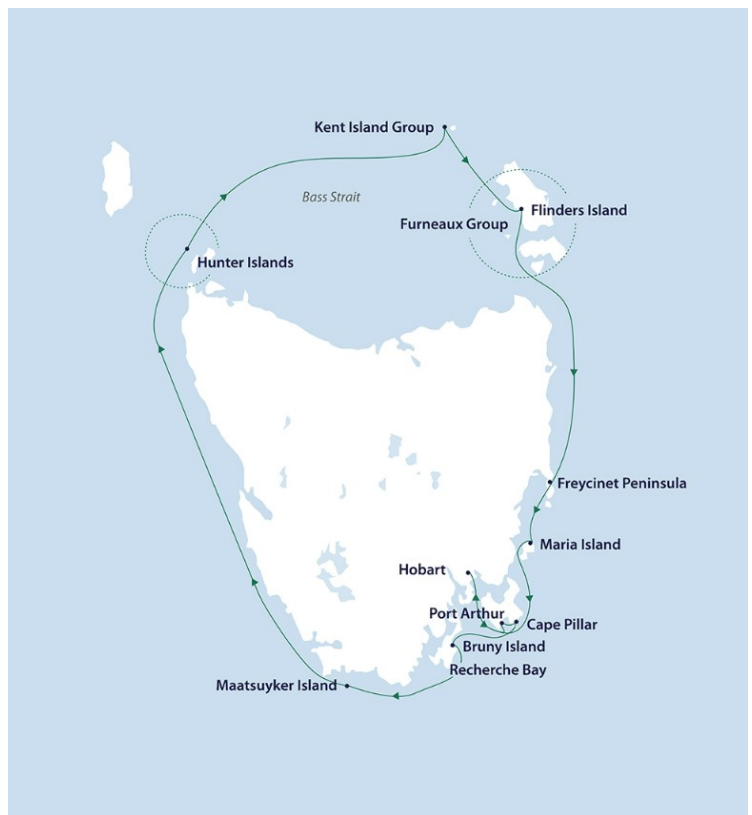 Kent Island Group
Bass Strait
Flinders Island
Furneaux Group
Hunter Islands
Freycinet Peninsula
Maria Island
Hobart
Port Arthur
Cape Pillar
Bruny Island
Recherche Bay
Maatsuyker Island